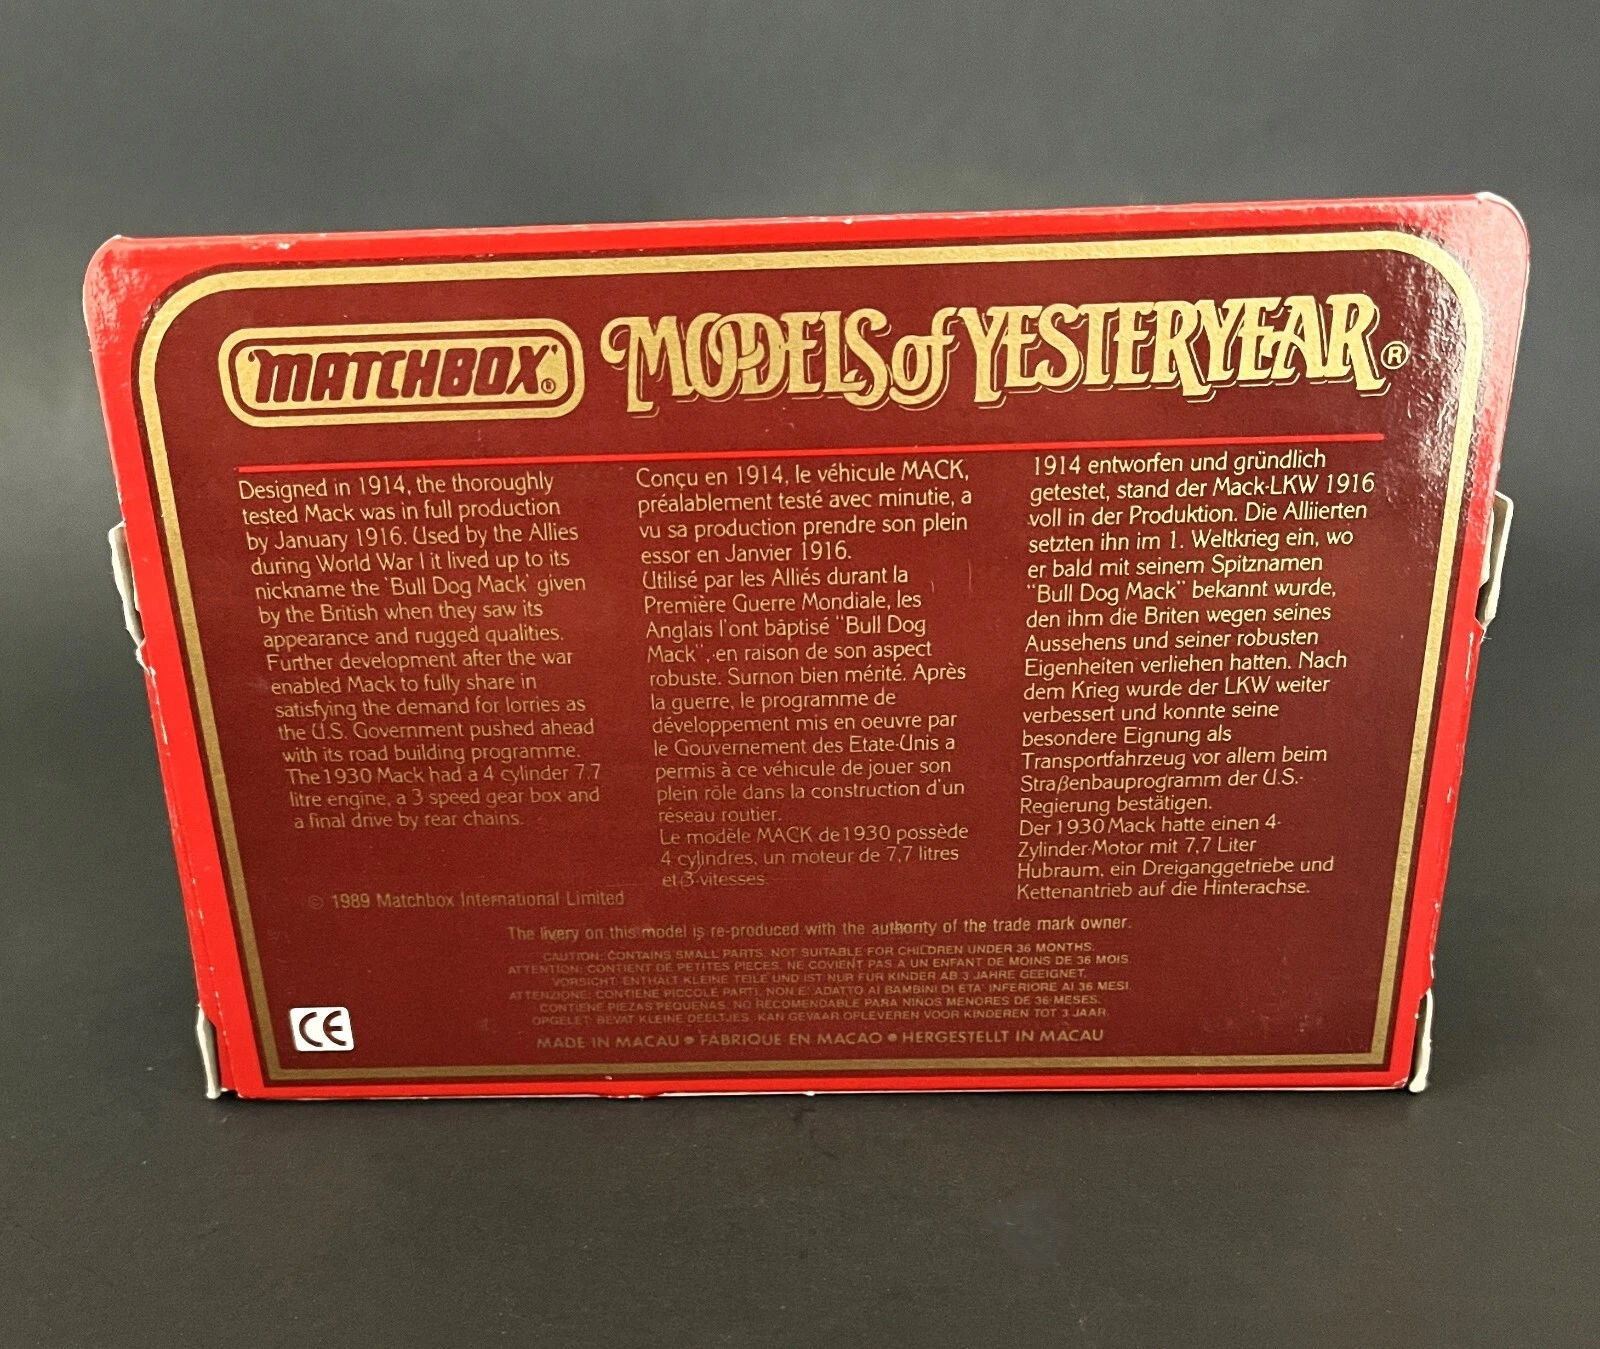 "MATCHBOX"®
MODELS of YESTERYEAR®
Designed in 1914, the thoroughly
tested Mack was in full production
by January 1916. Used by the Allies
during World War I it lived up to its
nickname the 'Bull Dog Mack' given
by the British when they saw its
appearance and rugged qualities.
Further development after the war
enabled Mack to fully share in
satisfying the demand for lorries as
the U.S. Government pushed ahead
with its road building programme.
The 1930 Mack had a 4 cylinder 7.7
litre engine, a 3 speed gear box and
a final drive by rear chains.
© 1989 Matchbox International Limited
Conçu en 1914, le véhicule MACK,
préalablement testé avec minutie, a
vu sa production prendre son plein
essor en Janvier 1916.
Utilisé par les Alliés durant la
Première Guerre Mondiale, les
Anglais l'ont bâptisé "Bull Dog
Mack", en raison de son aspect
robuste. Surnon bien mérité. Après
la guerre, le programme de
développement mis en oeuvre par
le Gouvernement des Etate-Unis a
permis à ce véhicule de jouer son
plein rôle dans la construction d'un
réseau routier.
Le modèle MACK de 1930 possède
4 cylindres, un moteur de 7,7 litres
et 3 vitesses.
1914 entworfen und gründlich
getestet, stand der Mack-LKW 1916
voll in der Produktion. Die Alliierten
setzten ihn im 1. Weltkrieg ein, wo
er bald mit seinem Spitznamen
"Bull Dog Mack" bekannt wurde,
den ihm die Briten wegen seines
Aussehens und seiner robusten
Eigenheiten verliehen hatten. Nach
dem Krieg wurde der LKW weiter
verbessert und konnte seine
besondere Eignung als
Transportfahrzeug vor allem beim
Straßenbauprogramm der U.S.-
Regierung bestätigen.
Der 1930 Mack hatte einen 4-
Zylinder-Motor mit 7,7 Liter
Hubraum, ein Dreiganggetriebe und
Kettenantrieb auf die Hinterachse.
The livery on this model is re-produced with the authority of the trade mark owner.
CAUTION: CONTAINS SMALL PARTS. NOT SUITABLE FOR CHILDREN UNDER 36 MONTHS.
ATTENTION: CONTIENT DE PETITES PIECES. NE COVIENT PAS A UN ENFANT DE MOINS DE 36 MOIS.
VORSICHT: ENTHALT KLEINE TEILE UND IST NUR FUR KINDER AB 3 JAHRE GEEIGNET.
ATTENZIONE: CONTIENE PICCOLE PARTI. NON E' ADATTO AI BAMBINI DI ETA' INFERIORE AI 36 MESI.
CONTIENE PIEZAS PEQUEÑAS. NO RECOMENDABLE PARA NIÑOS MENORES DE 36 MESES.
OPGELET: BEVAT KLEINE DEELTJES. KAN GEVAAR OPLEVEREN VOOR KINDEREN TOT 3 JAAR.
MADE IN MACAU • FABRIQUE EN MACAO • HERGESTELLT IN MACAU
CE